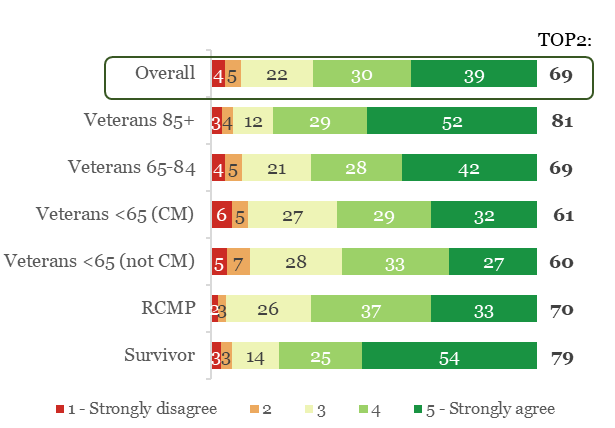 TOP2:
Overall 4 5 22 30 39 69
Veterans 85+ 3 4 12 29 52 81
Veterans 65-84 4 5 21 28 42 69
Veterans <65 (CM) 6 5 27 29 32 61
Veterans <65 (not CM) 5 7 28 33 27 60
RCMP 2 3 26 37 33 70
Survivor 3 3 14 25 54 79
1 - Strongly disagree 2 3 4 5 - Strongly agree